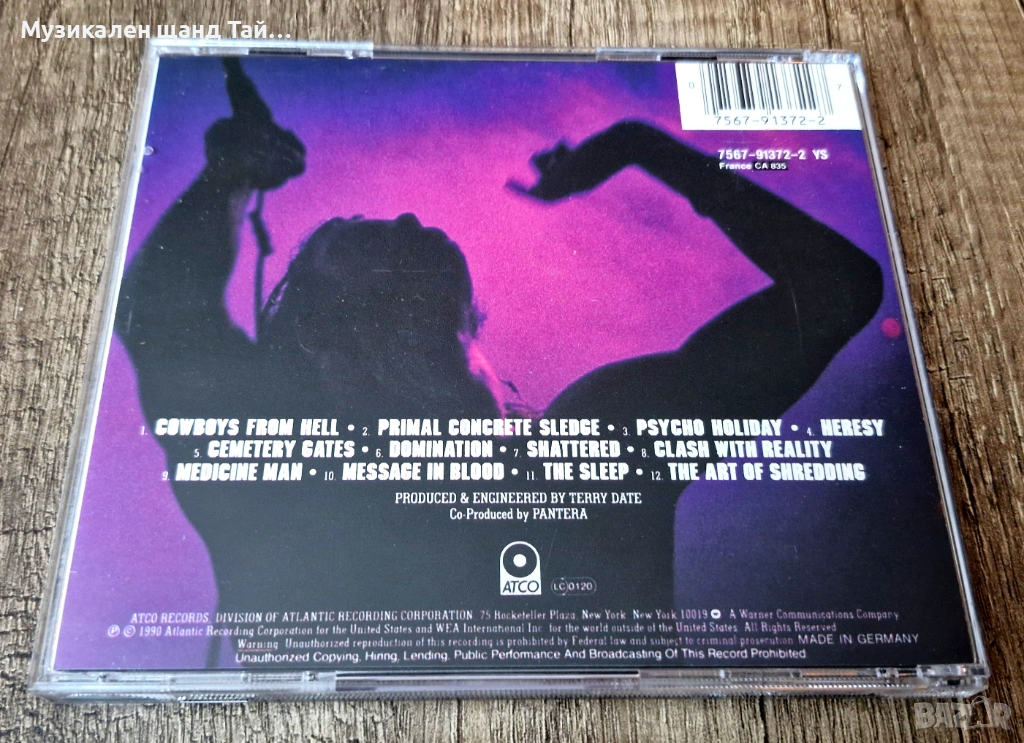 Музикален щанд Тай...
0 7
7567-91372-2
7567-91372-2 YS
France CA 835
1. COWBOYS FROM HELL • 2. PRIMAL CONCRETE SLEDGE • 3. PSYCHO HOLIDAY • 4. HERESY
5. CEMETERY GATES • 6. DOMINATION • 7. SHATTERED • 8. CLASH WITH REALITY
9. MEDICINE MAN • 10. MESSAGE IN BLOOD • 11. THE SLEEP • 12. THE ART OF SHREDDING
PRODUCED & ENGINEERED BY TERRY DATE
Co-Produced by PANTERA
ATCO
LC 0120
ATCO RECORDS, DIVISION OF ATLANTIC RECORDING CORPORATION 75 Rockefeller Plaza, New York, New York 10019 A Warner Communications Company
℗ © 1990 Atlantic Recording Corporation for the United States and WEA International Inc. for the world outside of the United States. All Rights Reserved
Warning: Unauthorized reproduction of this recording is prohibited by Federal law and subject to criminal prosecution. MADE IN GERMANY
Unauthorized Copying, Hiring, Lending, Public Performance And Broadcasting Of This Record Prohibited.
BAZAR